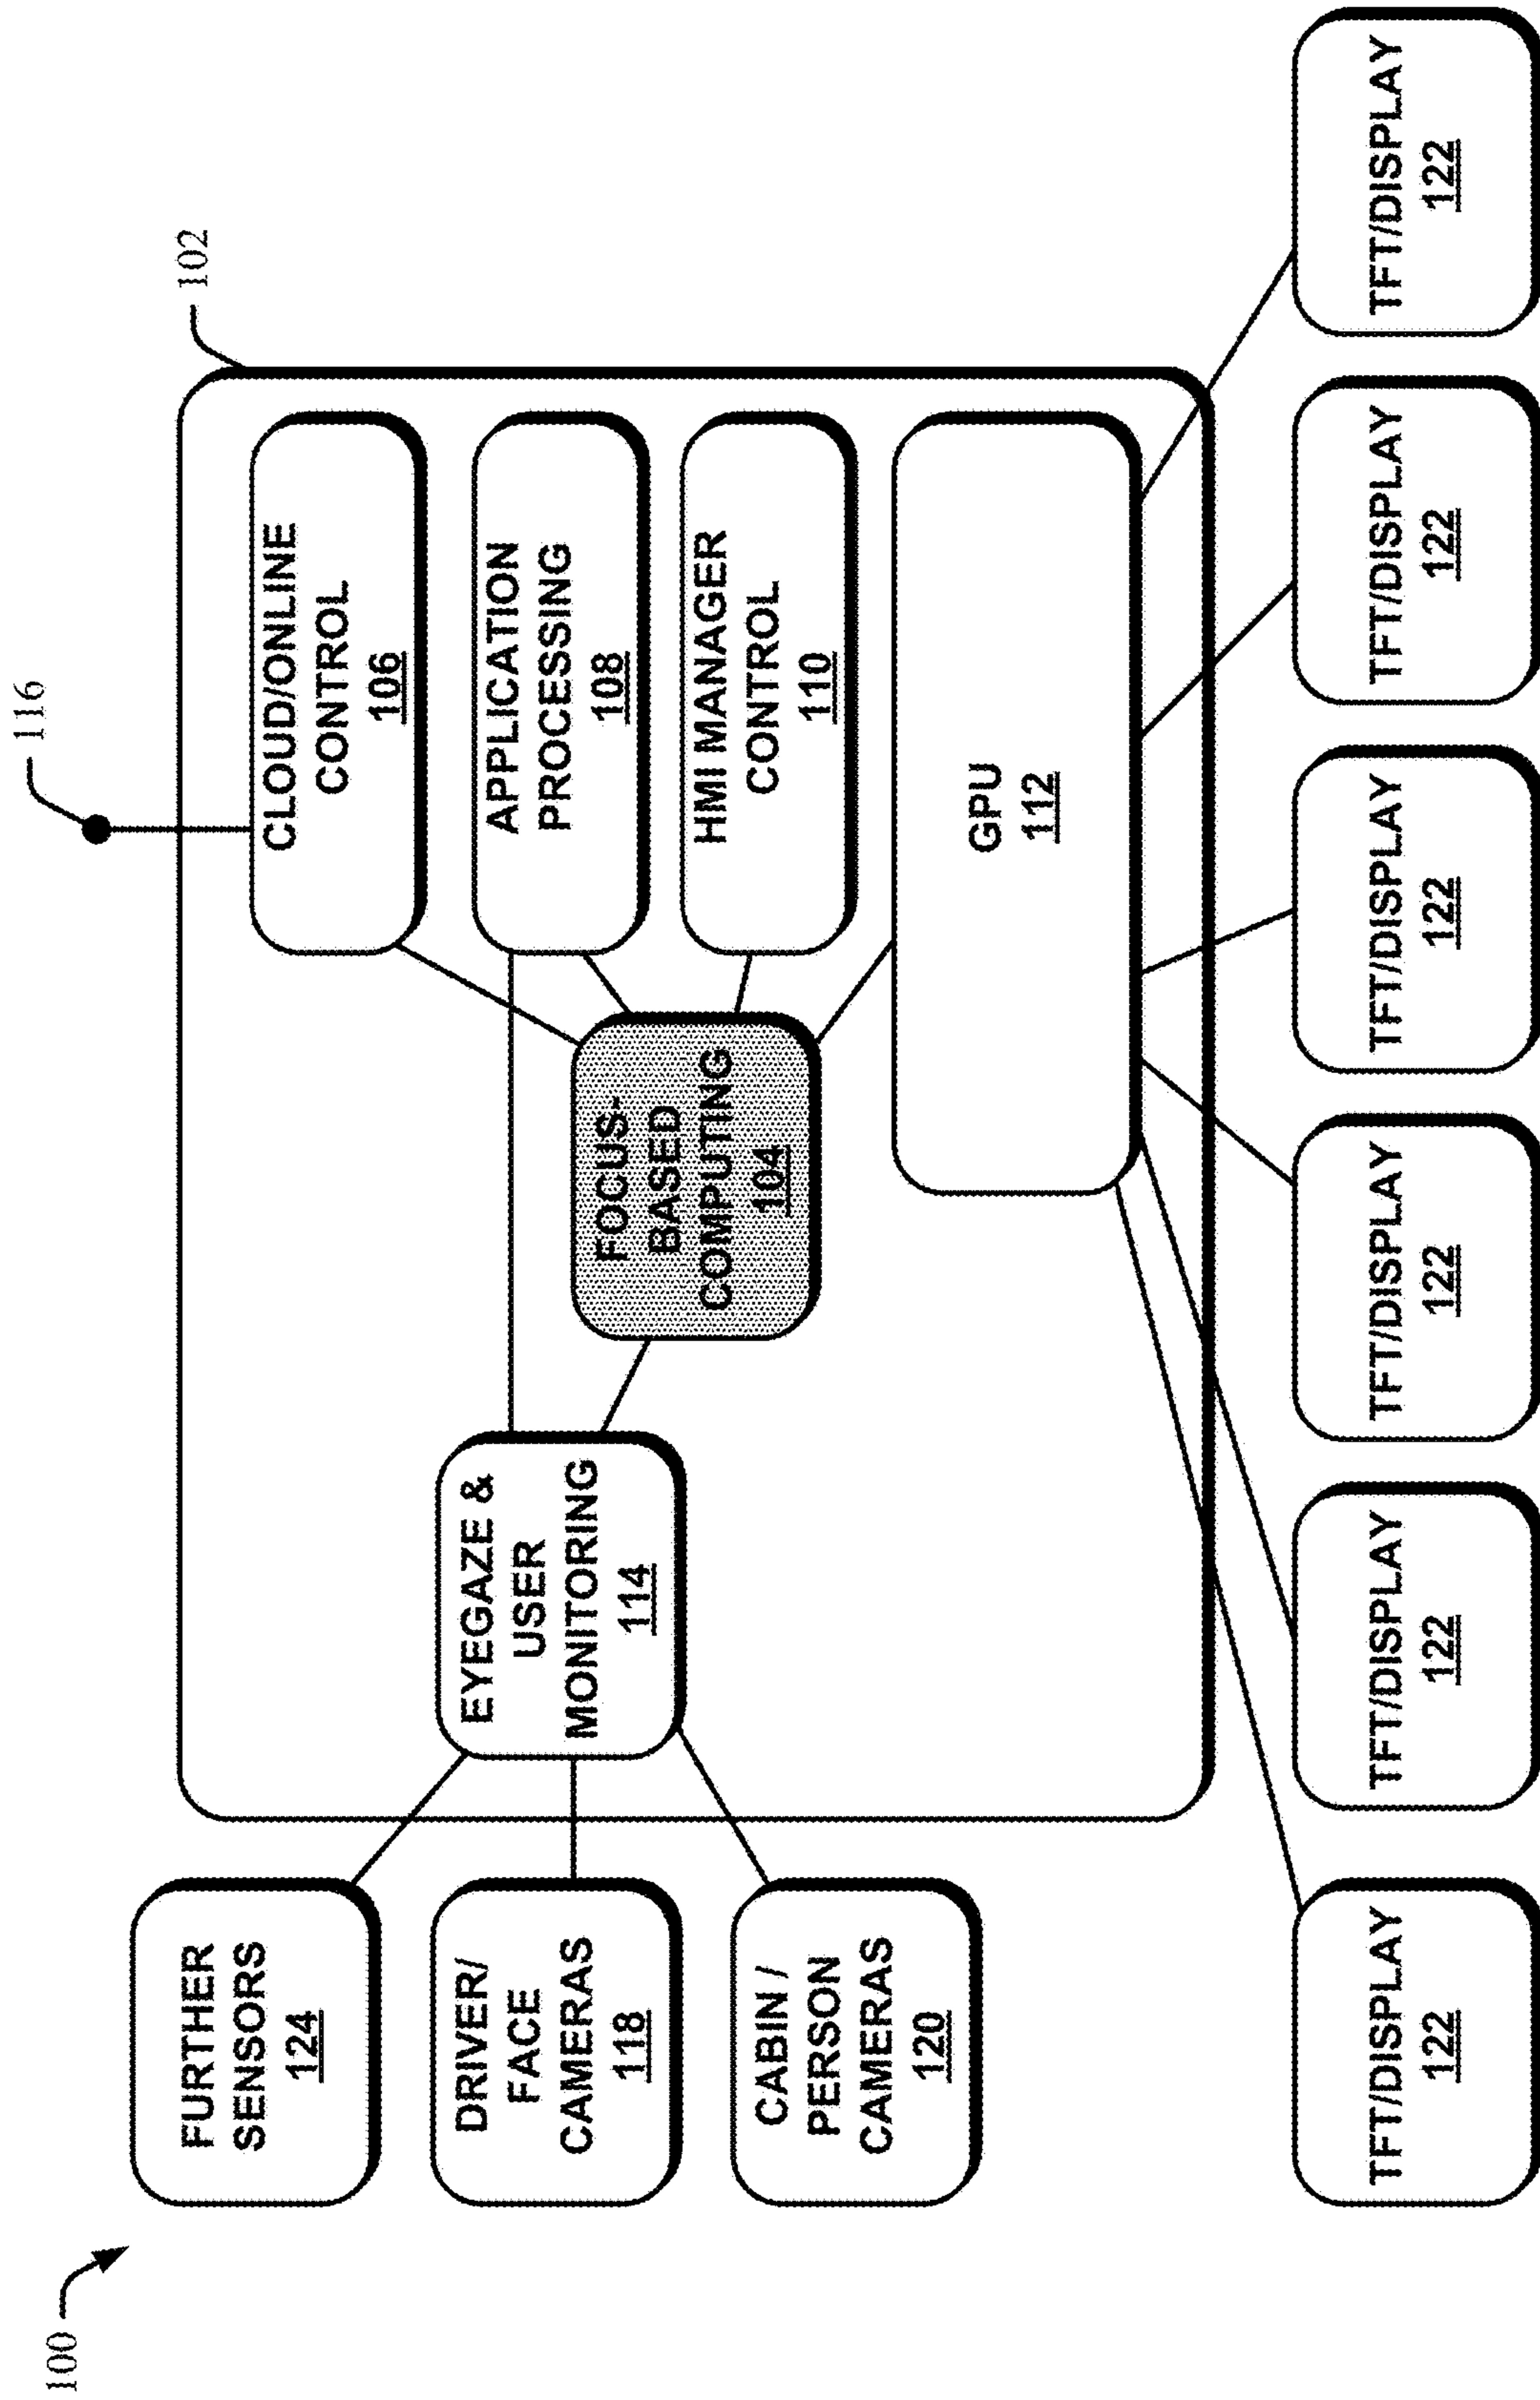 100
116
102
FURTHER
SENSORS
124
DRIVER/
FACE
CAMERAS
118
CABIN /
PERSON
CAMERAS
120
EYEGAZE &
USER
MONITORING
114
FOCUS-
BASED
COMPUTING
104
CLOUD/ONLINE
CONTROL
106
APPLICATION
PROCESSING
108
HMI MANAGER
CONTROL
110
GPU
112
TFT/DISPLAY
122
TFT/DISPLAY
122
TFT/DISPLAY
122
TFT/DISPLAY
122
TFT/DISPLAY
122
TFT/DISPLAY
122